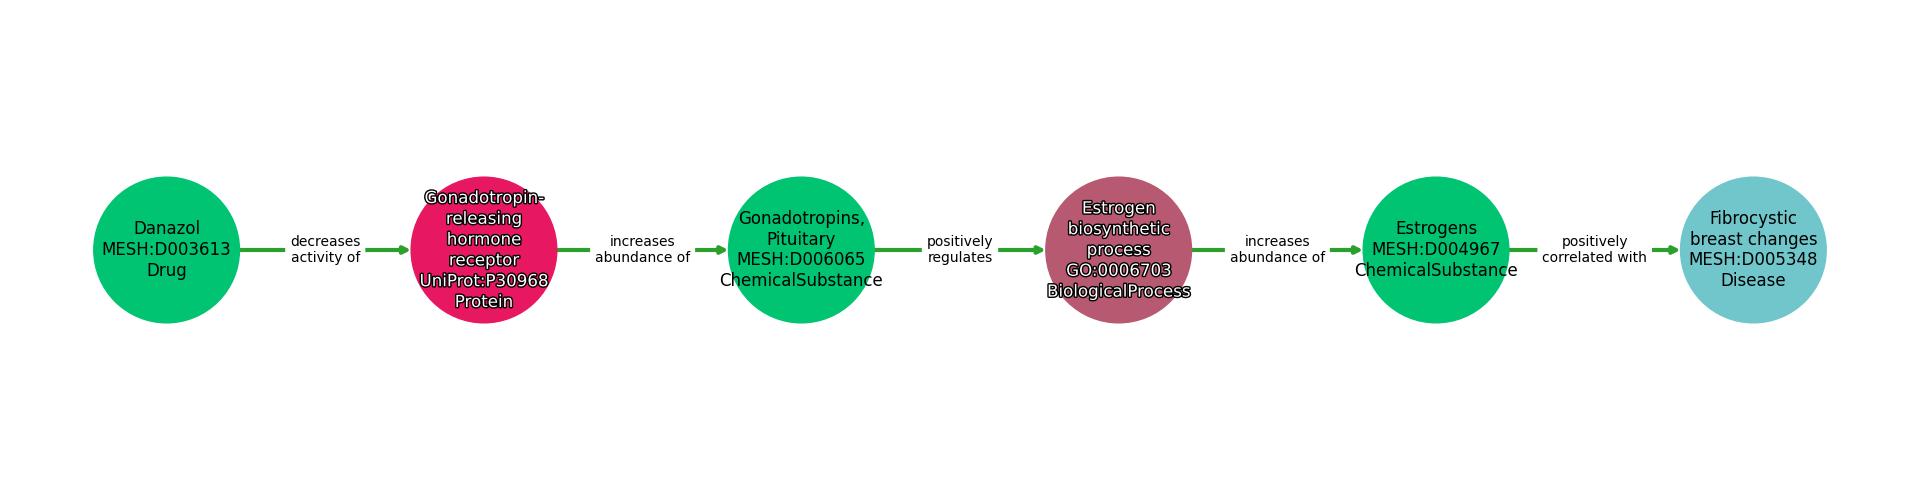 Danazol
MESH:D003613
Drug
decreases
activity of
Gonadotropin-
releasing
hormone
receptor
UniProt:P30968
Protein
increases
abundance of
Gonadotropins,
Pituitary
MESH:D006065
ChemicalSubstance
positively
regulates
Estrogen
biosynthetic
process
GO:0006703
BiologicalProcess
increases
abundance of
Estrogens
MESH:D004967
ChemicalSubstance
positively
correlated with
Fibrocystic
breast changes
MESH:D005348
Disease